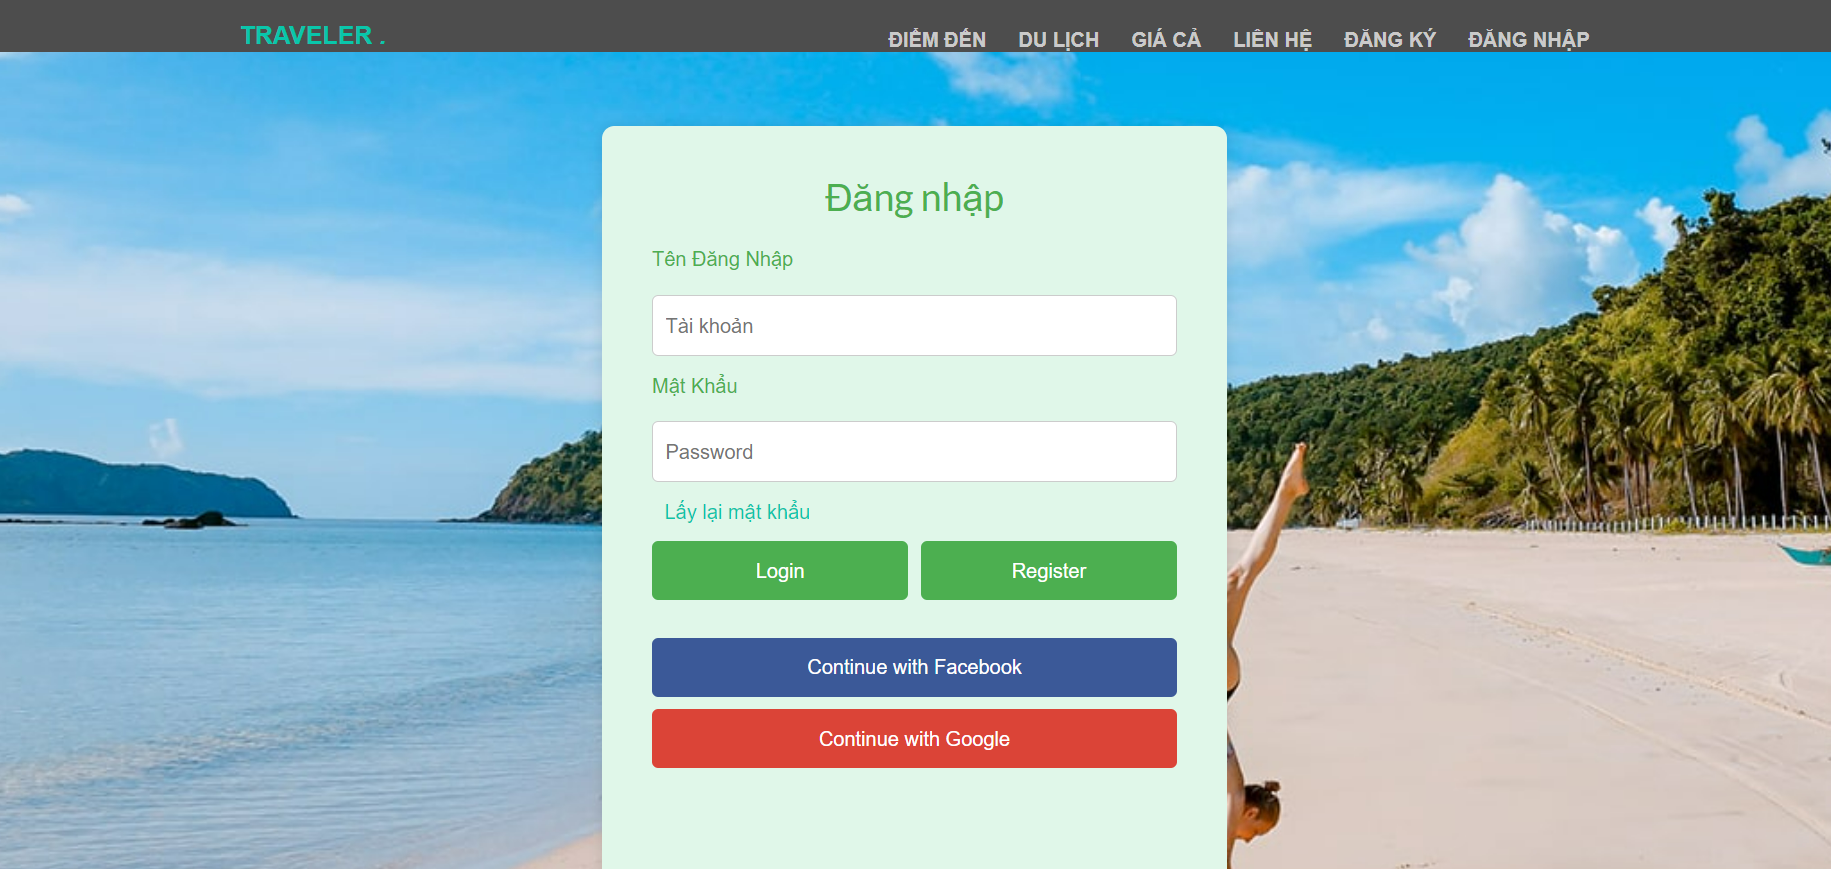 TRAVELER .
ĐIỂM ĐẾN DU LỊCH GIÁ CẢ LIÊN HỆ ĐĂNG KÝ ĐĂNG NHẬP
Đăng nhập
Tên Đăng Nhập
Tài khoản
Mật Khẩu
Password
Lấy lại mật khẩu
Login Register
Continue with Facebook
Continue with Google